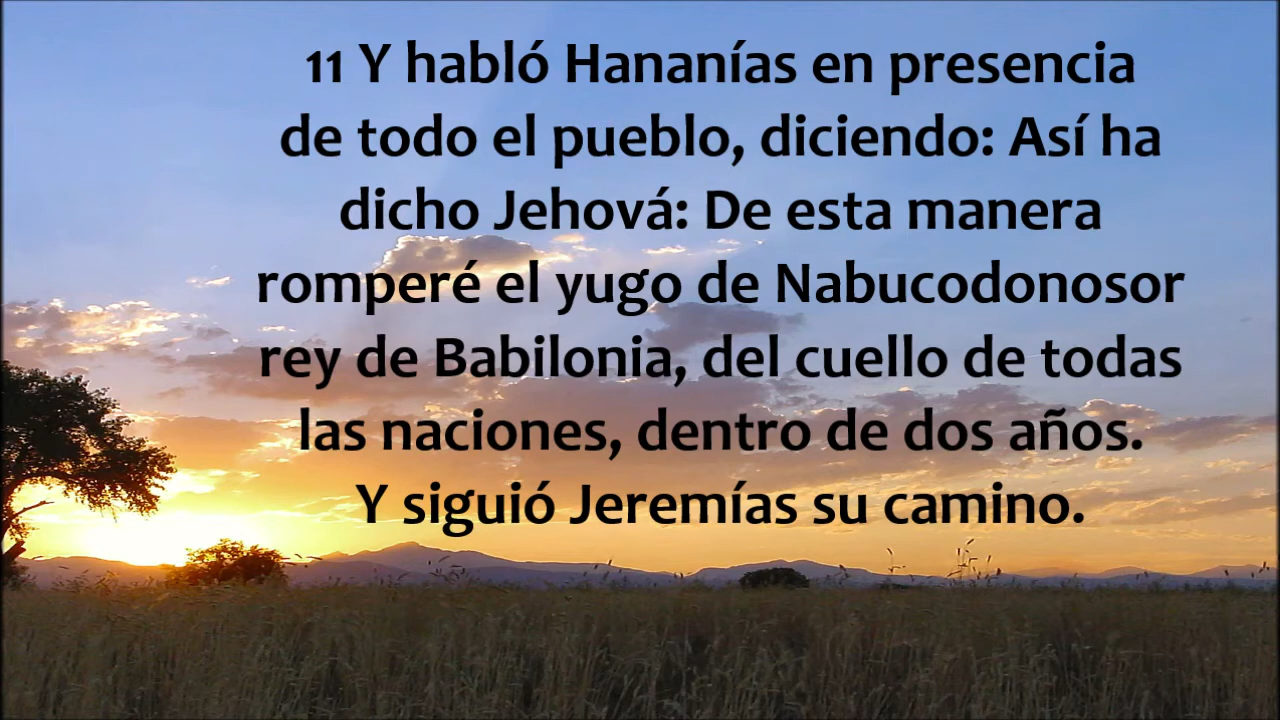 11 Y habló Hananías en presencia
de todo el pueblo, diciendo: Así ha
dicho Jehová: De esta manera
romperé el yugo de Nabucodonosor
rey de Babilonia, del cuello de todas
las naciones, dentro de dos años.
Y siguió Jeremías su camino.